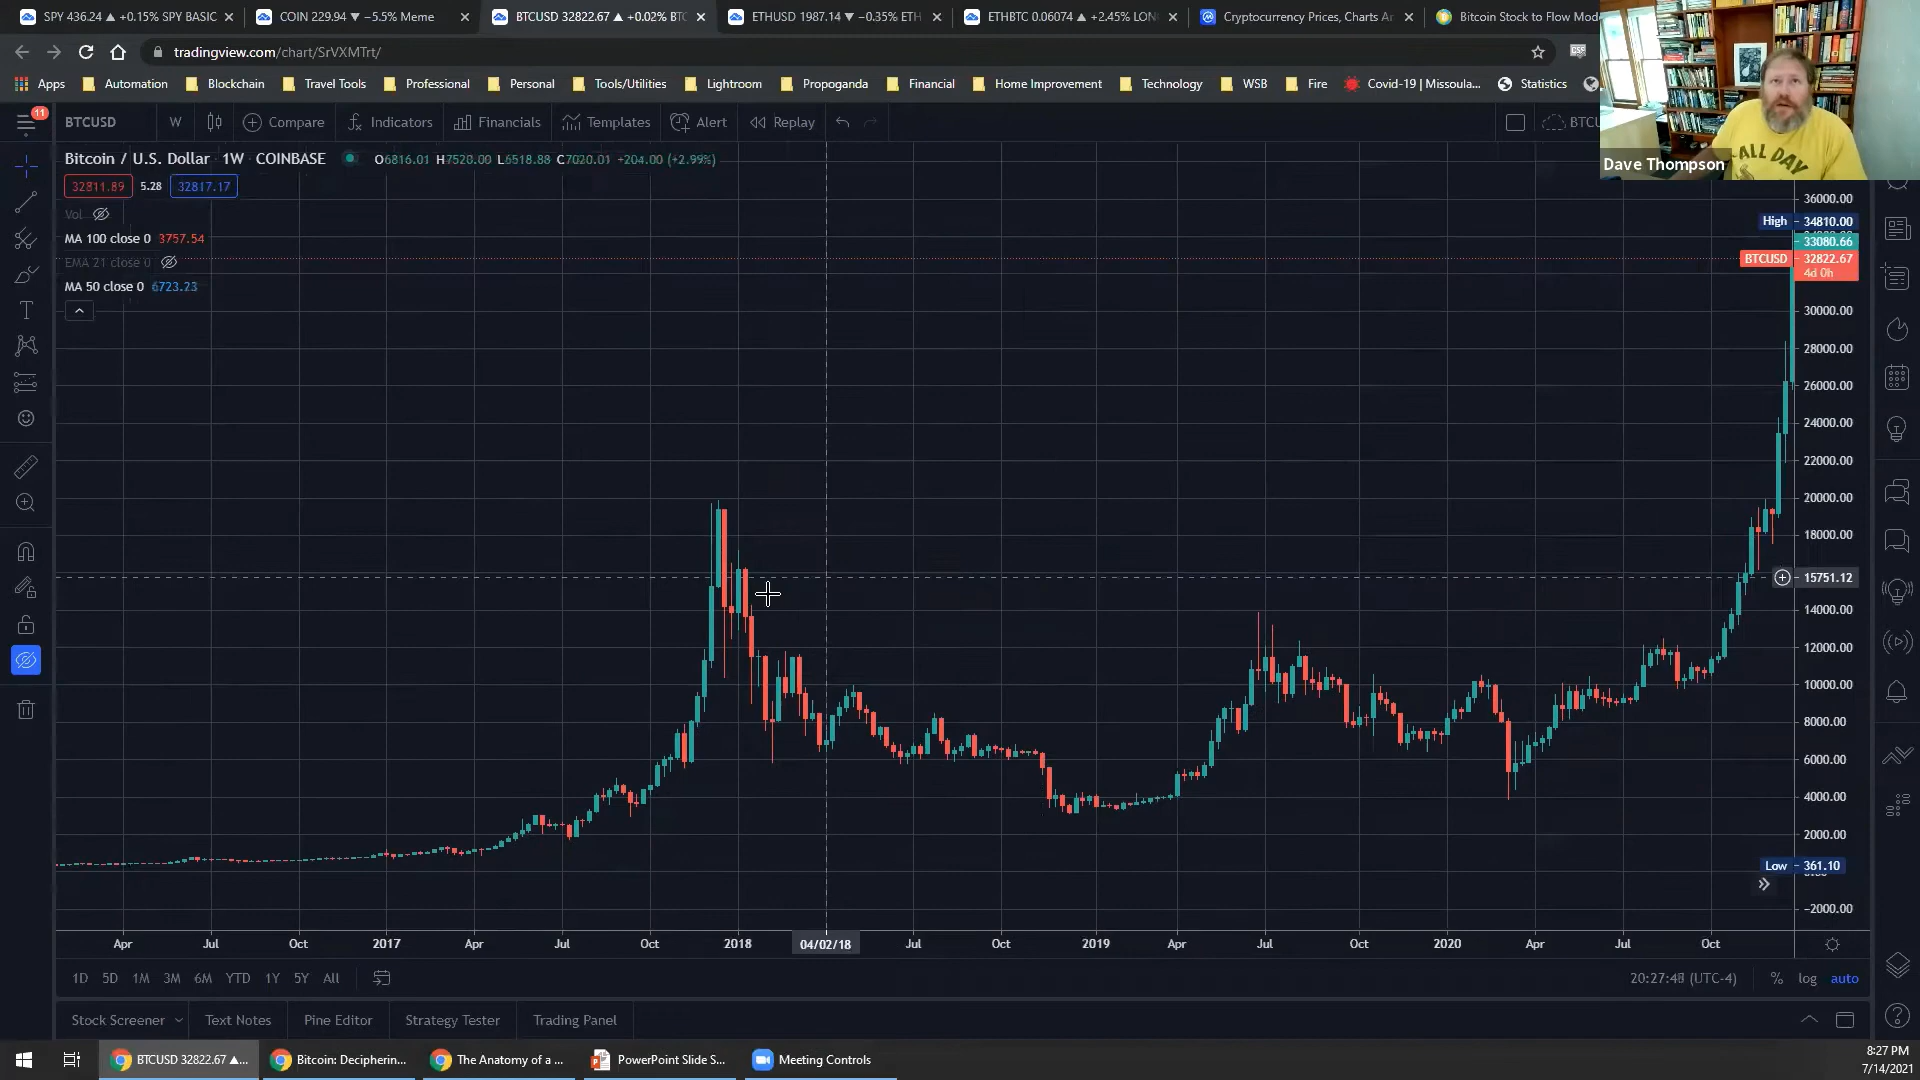 SPY 436.24 ▲ +0.15% SPY BASIC
COIN 229.94 ▼ −5.5% Meme
BTCUSD 32822.67 ▲ +0.02% BTC
ETHUSD 1987.14 ▼ −0.35% ETH
ETHBTC 0.06074 ▲ +2.45% LON
Cryptocurrency Prices, Charts An
Bitcoin Stock to Flow Mod
tradingview.com/chart/SrVXMTrt/
Apps
Automation
Blockchain
Travel Tools
Professional
Personal
Tools/Utilities
Lightroom
Propoganda
Financial
Home Improvement
Technology
WSB
Fire
Covid-19 | Missoula...
Statistics
11
BTCUSD
W
Compare
Indicators
Financials
Templates
Alert
Replay
BTCU
Dave Thompson
ALL DAY
Bitcoin / U.S. Dollar · 1W · COINBASE
O6816.01 H7520.00 L6518.88 C7020.01 +204.00 (+2.99%)
32811.89 5.28 32817.17
Vol
MA 100 close 0 3757.54
EMA 21 close 0
MA 50 close 0 6723.23
36000.00
High 34810.00
33080.66
BTCUSD 32822.67
4d 0h
30000.00
28000.00
26000.00
24000.00
22000.00
20000.00
18000.00
15751.12
14000.00
12000.00
10000.00
8000.00
6000.00
4000.00
2000.00
Low 361.10
−2000.00
Apr Jul Oct 2017 Apr Jul Oct 2018 04/02/18 Jul Oct 2019 Apr Jul Oct 2020 Apr Jul Oct
1D 5D 1M 3M 6M YTD 1Y 5Y All
20:27:48 (UTC-4) % log auto
Stock Screener Text Notes Pine Editor Strategy Tester Trading Panel
BTCUSD 32822.67 ▲...
Bitcoin: Decipherin...
The Anatomy of a ...
PowerPoint Slide S...
Meeting Controls
8:27 PM
7/14/2021